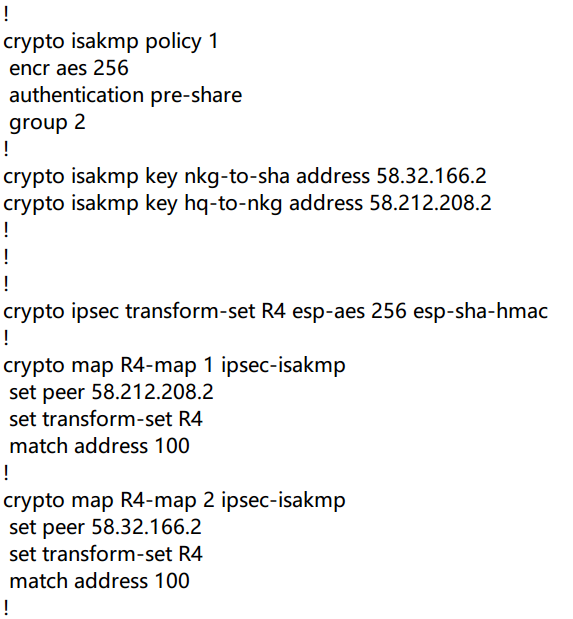 !
crypto isakmp policy 1
 encr aes 256
 authentication pre-share
 group 2
!
crypto isakmp key nkg-to-sha address 58.32.166.2
crypto isakmp key hq-to-nkg address 58.212.208.2
!
!
!
crypto ipsec transform-set R4 esp-aes 256 esp-sha-hmac
!
crypto map R4-map 1 ipsec-isakmp
 set peer 58.212.208.2
 set transform-set R4
 match address 100
!
crypto map R4-map 2 ipsec-isakmp
 set peer 58.32.166.2
 set transform-set R4
 match address 100
!